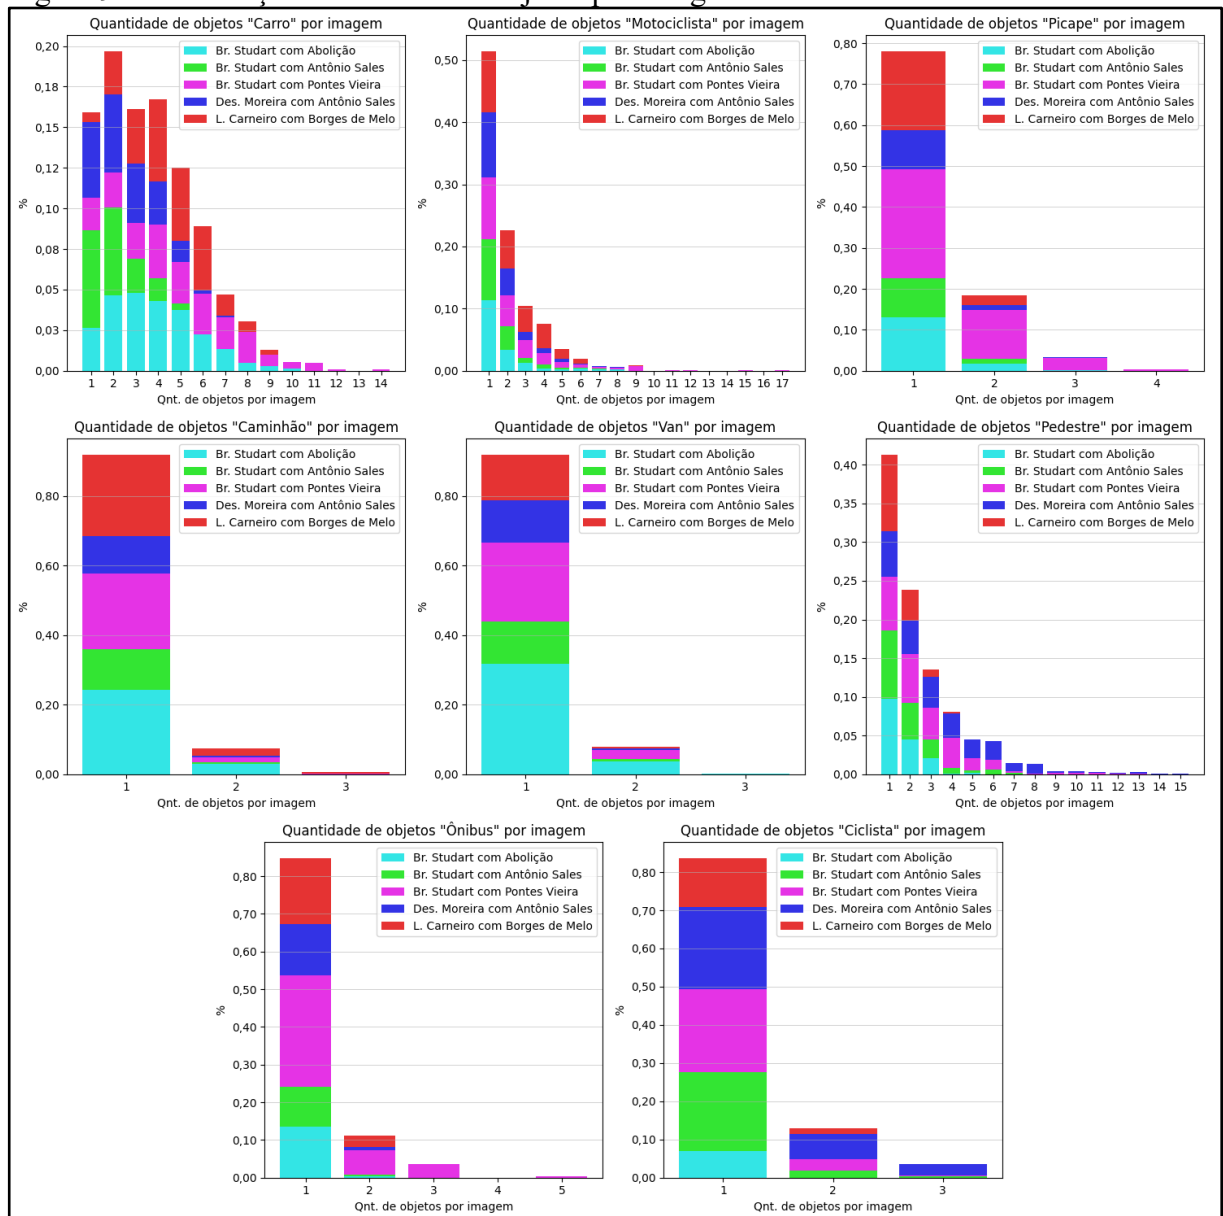 Quantidade de objetos "Carro" por imagem
0,20
0,18
0,15
0,12
0,10
0,08
0,05
0,03
0,00
%
Br. Studart com Abolição
Br. Studart com Antônio Sales
Br. Studart com Pontes Vieira
Des. Moreira com Antônio Sales
L. Carneiro com Borges de Melo
1 2 3 4 5 6 7 8 9 10 11 12 13 14
Qnt. de objetos por imagem
Quantidade de objetos "Motociclista" por imagem
0,50
0,40
0,30
0,20
0,10
0,00
%
Br. Studart com Abolição
Br. Studart com Antônio Sales
Br. Studart com Pontes Vieira
Des. Moreira com Antônio Sales
L. Carneiro com Borges de Melo
1 2 3 4 5 6 7 8 9 10 11 12 13 14 15 16 17
Qnt. de objetos por imagem
Quantidade de objetos "Picape" por imagem
0,80
0,70
0,60
0,50
0,40
0,30
0,20
0,10
0,00
%
Br. Studart com Abolição
Br. Studart com Antônio Sales
Br. Studart com Pontes Vieira
Des. Moreira com Antônio Sales
L. Carneiro com Borges de Melo
1 2 3 4
Qnt. de objetos por imagem
Quantidade de objetos "Caminhão" por imagem
0,80
0,60
0,40
0,20
0,00
%
Br. Studart com Abolição
Br. Studart com Antônio Sales
Br. Studart com Pontes Vieira
Des. Moreira com Antônio Sales
L. Carneiro com Borges de Melo
1 2 3
Qnt. de objetos por imagem
Quantidade de objetos "Van" por imagem
0,80
0,60
0,40
0,20
0,00
%
Br. Studart com Abolição
Br. Studart com Antônio Sales
Br. Studart com Pontes Vieira
Des. Moreira com Antônio Sales
L. Carneiro com Borges de Melo
1 2 3
Qnt. de objetos por imagem
Quantidade de objetos "Pedestre" por imagem
0,40
0,35
0,30
0,25
0,20
0,15
0,10
0,05
0,00
%
Br. Studart com Abolição
Br. Studart com Antônio Sales
Br. Studart com Pontes Vieira
Des. Moreira com Antônio Sales
L. Carneiro com Borges de Melo
1 2 3 4 5 6 7 8 9 10 11 12 13 14 15
Qnt. de objetos por imagem
Quantidade de objetos "Ônibus" por imagem
0,80
0,70
0,60
0,50
0,40
0,30
0,20
0,10
0,00
%
Br. Studart com Abolição
Br. Studart com Antônio Sales
Br. Studart com Pontes Vieira
Des. Moreira com Antônio Sales
L. Carneiro com Borges de Melo
1 2 3 4 5
Qnt. de objetos por imagem
Quantidade de objetos "Ciclista" por imagem
0,80
0,70
0,60
0,50
0,40
0,30
0,20
0,10
0,00
%
Br. Studart com Abolição
Br. Studart com Antônio Sales
Br. Studart com Pontes Vieira
Des. Moreira com Antônio Sales
L. Carneiro com Borges de Melo
1 2 3
Qnt. de objetos por imagem